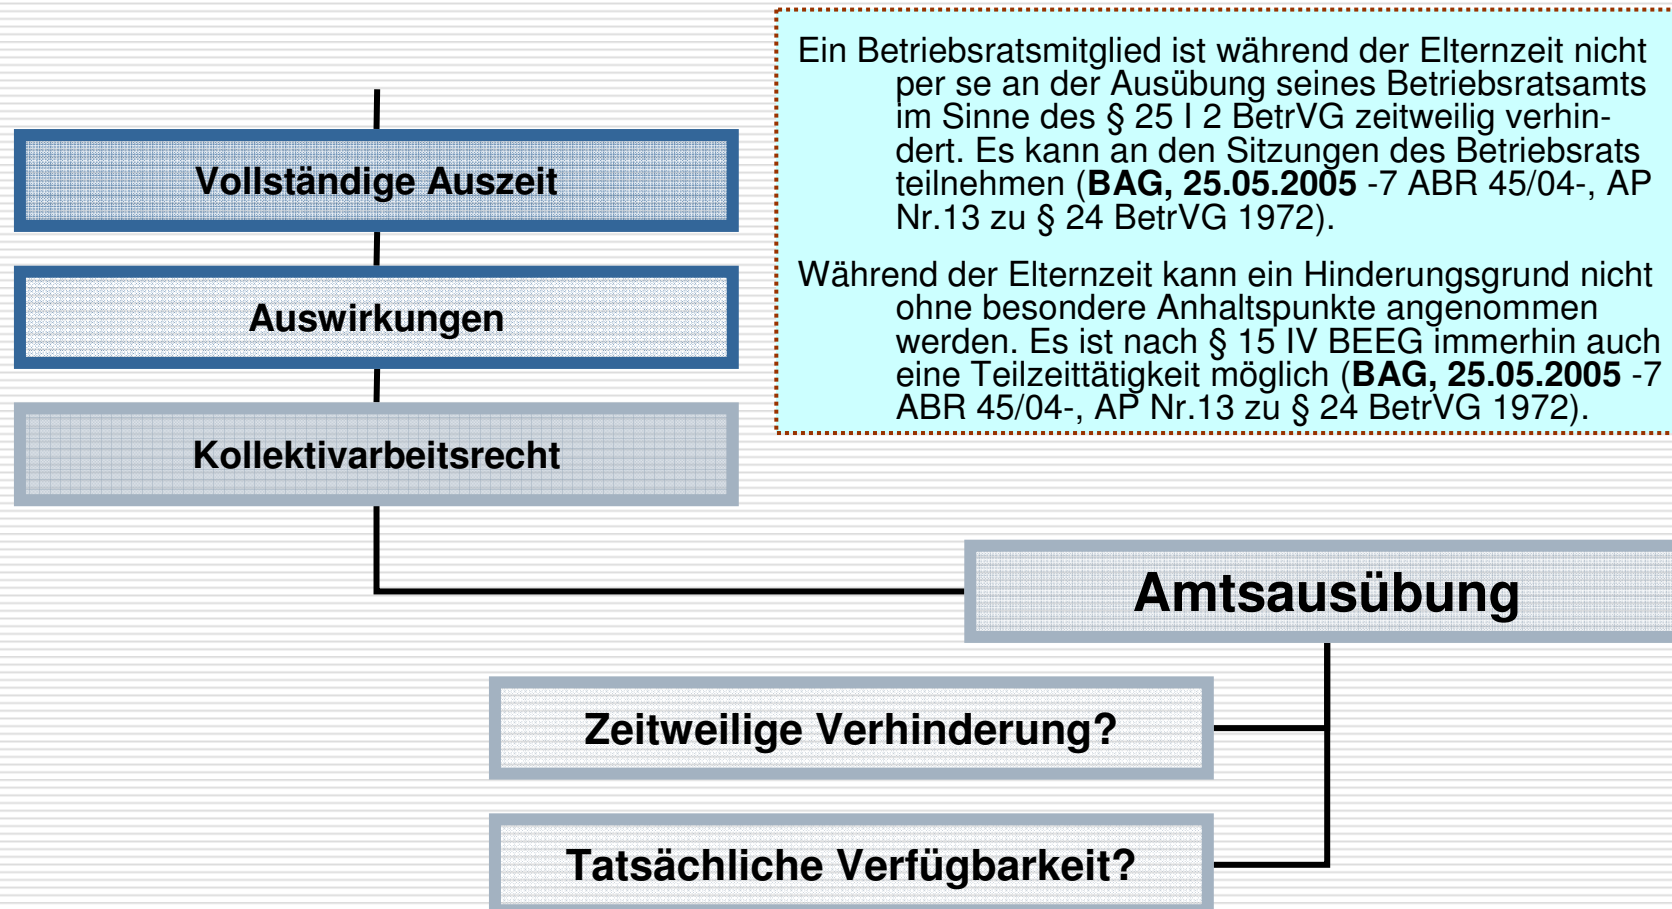 Ein Betriebsratsmitglied ist während der Elternzeit nicht
per se an der Ausübung seines Betriebsratsamts
im Sinne des § 25 I 2 BetrVG zeitweilig verhin-
dert. Es kann an den Sitzungen des Betriebsrats
teilnehmen (BAG, 25.05.2005 -7 ABR 45/04-, AP
Nr.13 zu § 24 BetrVG 1972).
Während der Elternzeit kann ein Hinderungsgrund nicht
ohne besondere Anhaltspunkte angenommen
werden. Es ist nach § 15 IV BEEG immerhin auch
eine Teilzeittätigkeit möglich (BAG, 25.05.2005 -7
ABR 45/04-, AP Nr.13 zu § 24 BetrVG 1972).
Vollständige Auszeit
Auswirkungen
Kollektivarbeitsrecht
Amtsausübung
Zeitweilige Verhinderung?
Tatsächliche Verfügbarkeit?